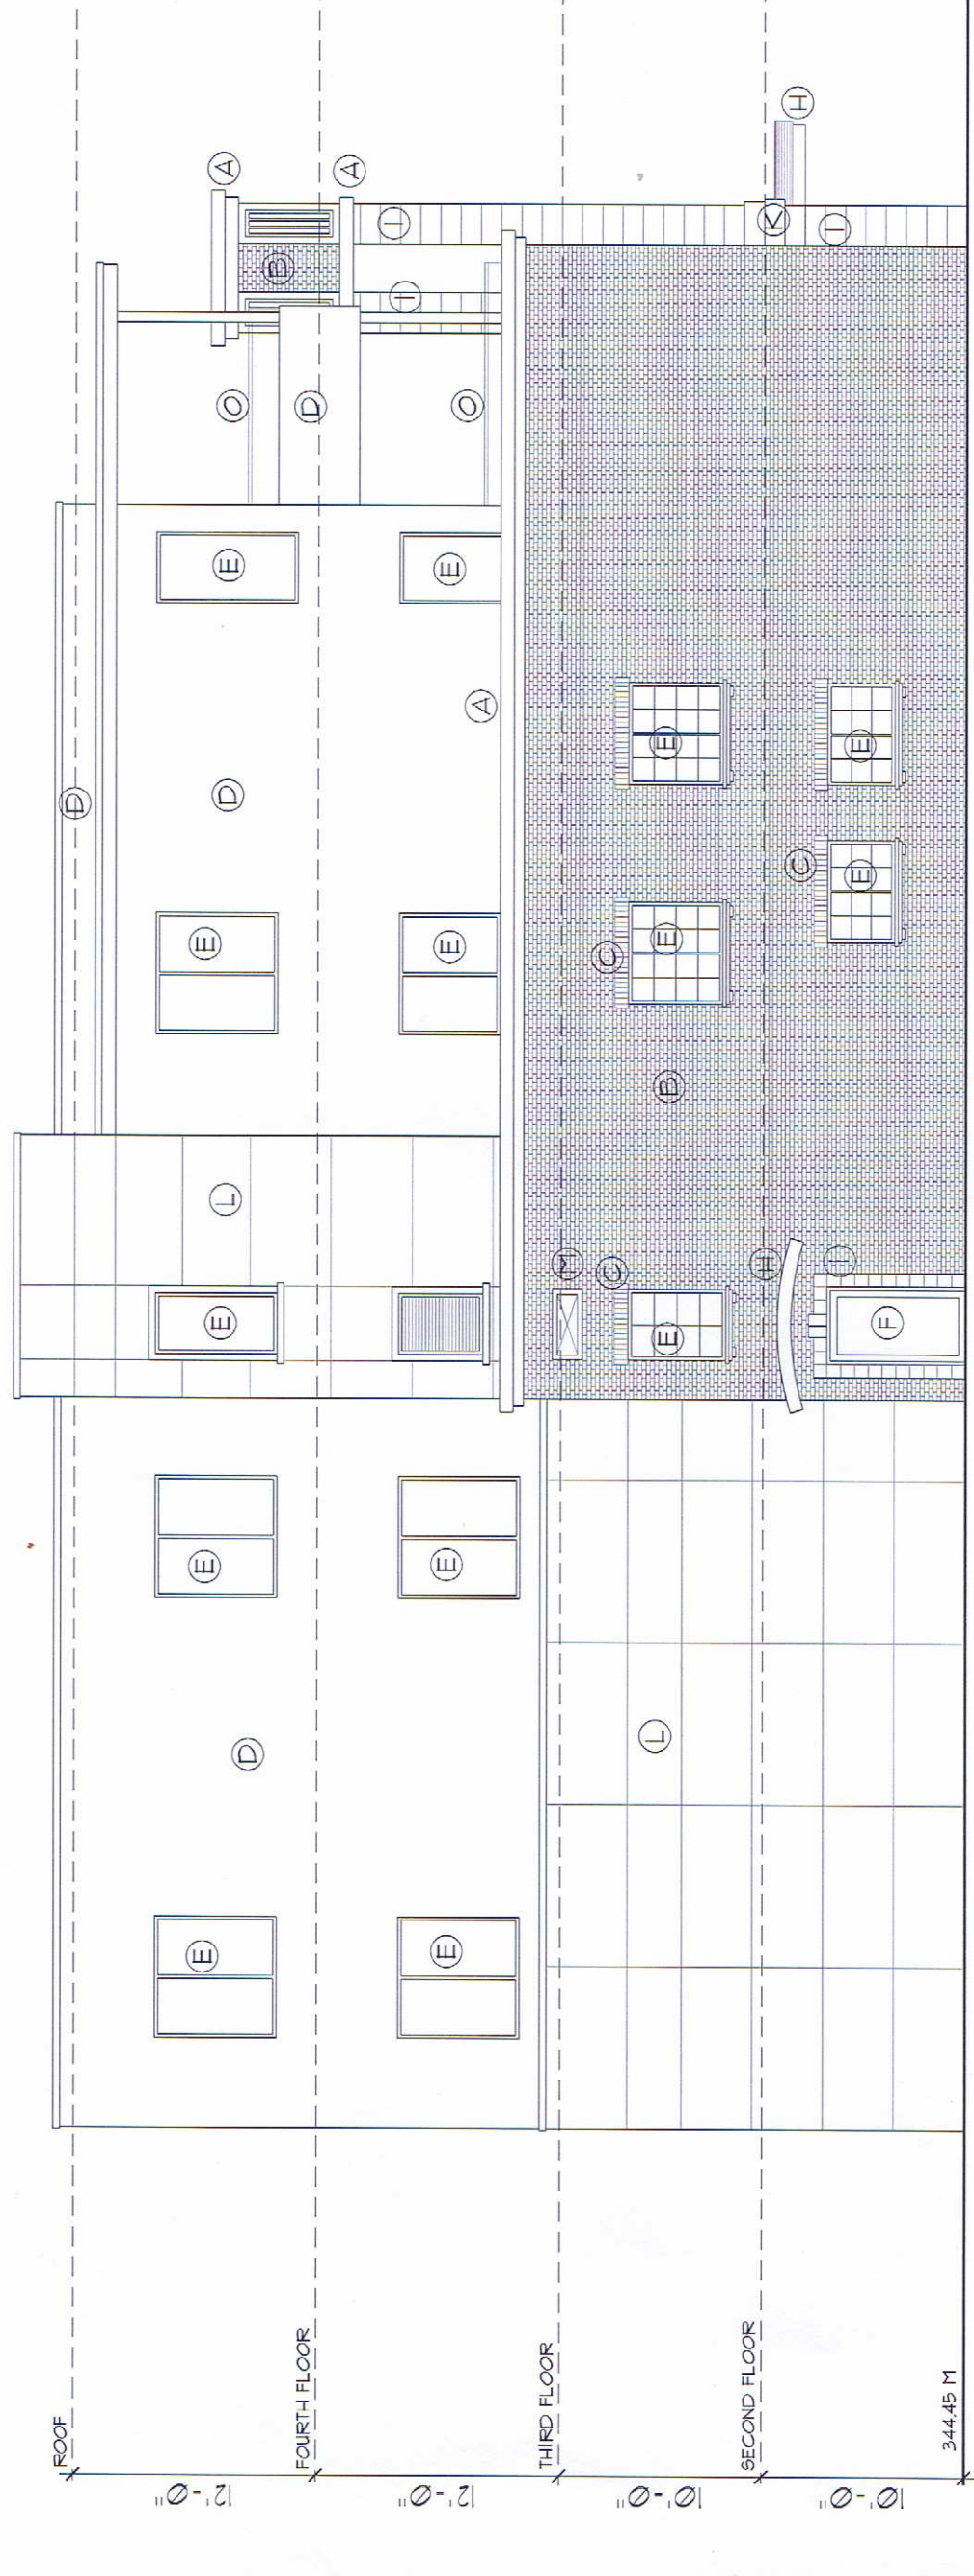 ROOF D
12'-0" E E E L E D E O A
D B
FOURTH FLOOR D A
I I
12'-0" E E E E O
A
THIRD FLOOR M
C C
10'-0" L E B E E
SECOND FLOOR H K H
C
J I
E E
10'-0" F
344.45 M